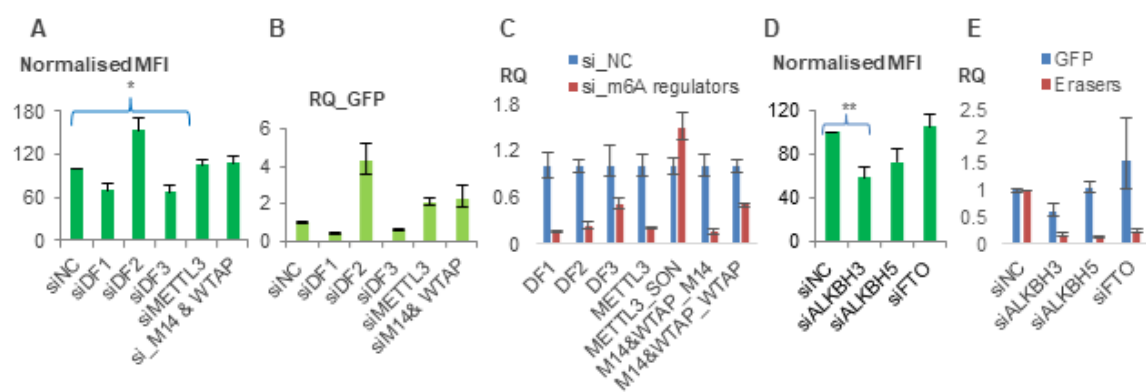 A
Normalised MFI
*
180
120
60
0
siNC
siDF1
siDF2
siDF3
siMETTL3
si_M14 & WTAP
B
RQ_GFP
6
4
2
0
siNC
siDF1
siDF2
siDF3
siMETTL3
siM14& WTAP
C
si_NC
si_m6A regulators
RQ
1.8
1.2
0.6
0
DF1
DF2
DF3
METTL3
METTL3_SON
M14&WTAP_M14
M14&WTAP_WTAP
D
Normalised MFI
**
120
80
40
0
siNC
siALKBH3
siALKBH5
siFTO
E
GFP
Erasers
RQ
2.5
2
1.5
1
0.5
0
siNC
siALKBH3
siALKBH5
siFTO